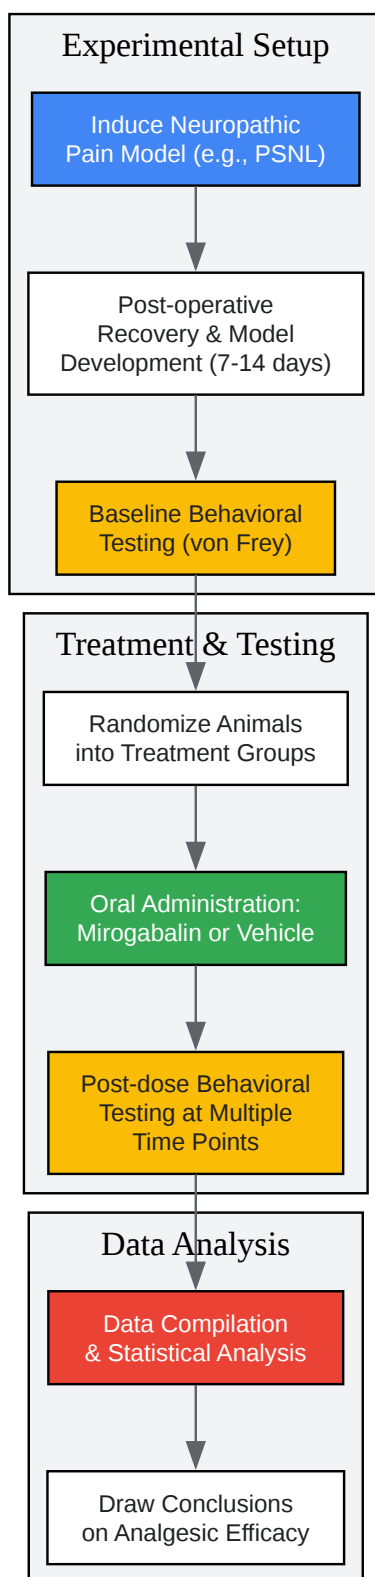 Experimental Setup
Induce Neuropathic
Pain Model (e.g., PSNL)
Post-operative
Recovery & Model
Development (7-14 days)
Baseline Behavioral
Testing (von Frey)
Treatment & Testing
Randomize Animals
into Treatment Groups
Oral Administration:
Mirogabalin or Vehicle
Post-dose Behavioral
Testing at Multiple
Time Points
Data Analysis
Data Compilation
& Statistical Analysis
Draw Conclusions
on Analgesic Efficacy